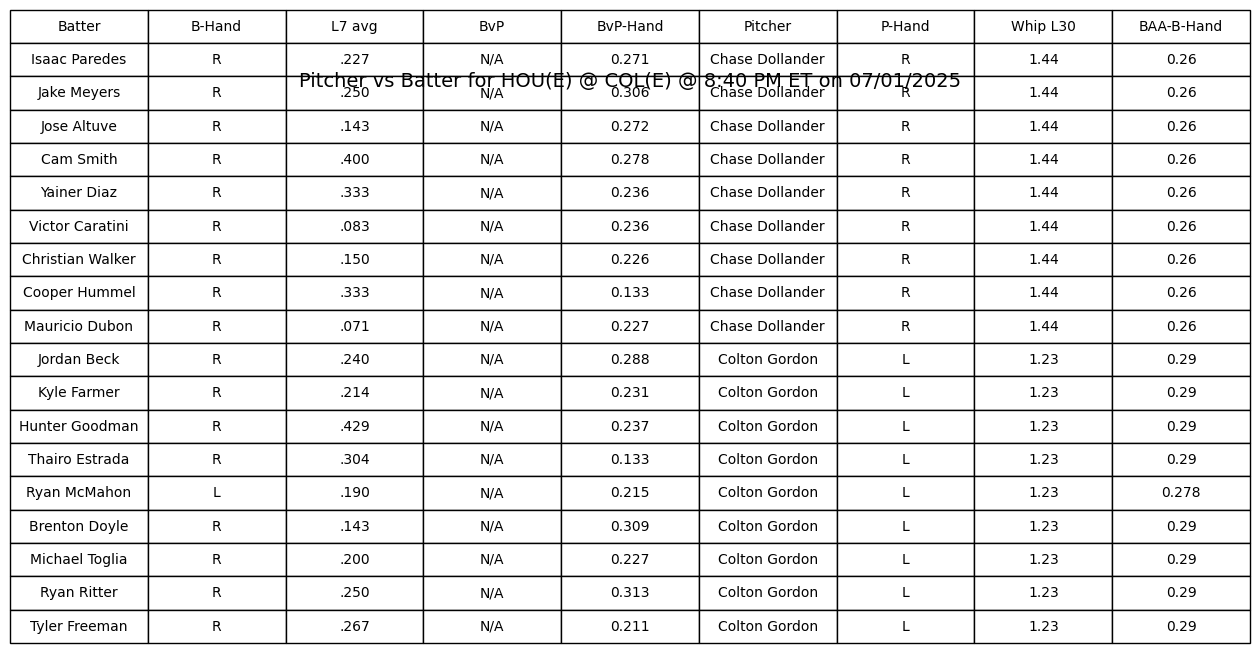 Batter B-Hand L7 avg BvP BvP-Hand Pitcher P-Hand Whip L30 BAA-B-Hand
Isaac Paredes R .227 N/A 0.271 Chase Dollander R 1.44 0.26
Pitcher vs Batter for HOU(E) @ COL(E) @ 8:40 PM ET on 07/01/2025
Jake Meyers R .250 N/A 0.306 Chase Dollander R 1.44 0.26
Jose Altuve R .143 N/A 0.272 Chase Dollander R 1.44 0.26
Cam Smith R .400 N/A 0.278 Chase Dollander R 1.44 0.26
Yainer Diaz R .333 N/A 0.236 Chase Dollander R 1.44 0.26
Victor Caratini R .083 N/A 0.236 Chase Dollander R 1.44 0.26
Christian Walker R .150 N/A 0.226 Chase Dollander R 1.44 0.26
Cooper Hummel R .333 N/A 0.133 Chase Dollander R 1.44 0.26
Mauricio Dubon R .071 N/A 0.227 Chase Dollander R 1.44 0.26
Jordan Beck R .240 N/A 0.288 Colton Gordon L 1.23 0.29
Kyle Farmer R .214 N/A 0.231 Colton Gordon L 1.23 0.29
Hunter Goodman R .429 N/A 0.237 Colton Gordon L 1.23 0.29
Thairo Estrada R .304 N/A 0.133 Colton Gordon L 1.23 0.29
Ryan McMahon L .190 N/A 0.215 Colton Gordon L 1.23 0.278
Brenton Doyle R .143 N/A 0.309 Colton Gordon L 1.23 0.29
Michael Toglia R .200 N/A 0.227 Colton Gordon L 1.23 0.29
Ryan Ritter R .250 N/A 0.313 Colton Gordon L 1.23 0.29
Tyler Freeman R .267 N/A 0.211 Colton Gordon L 1.23 0.29